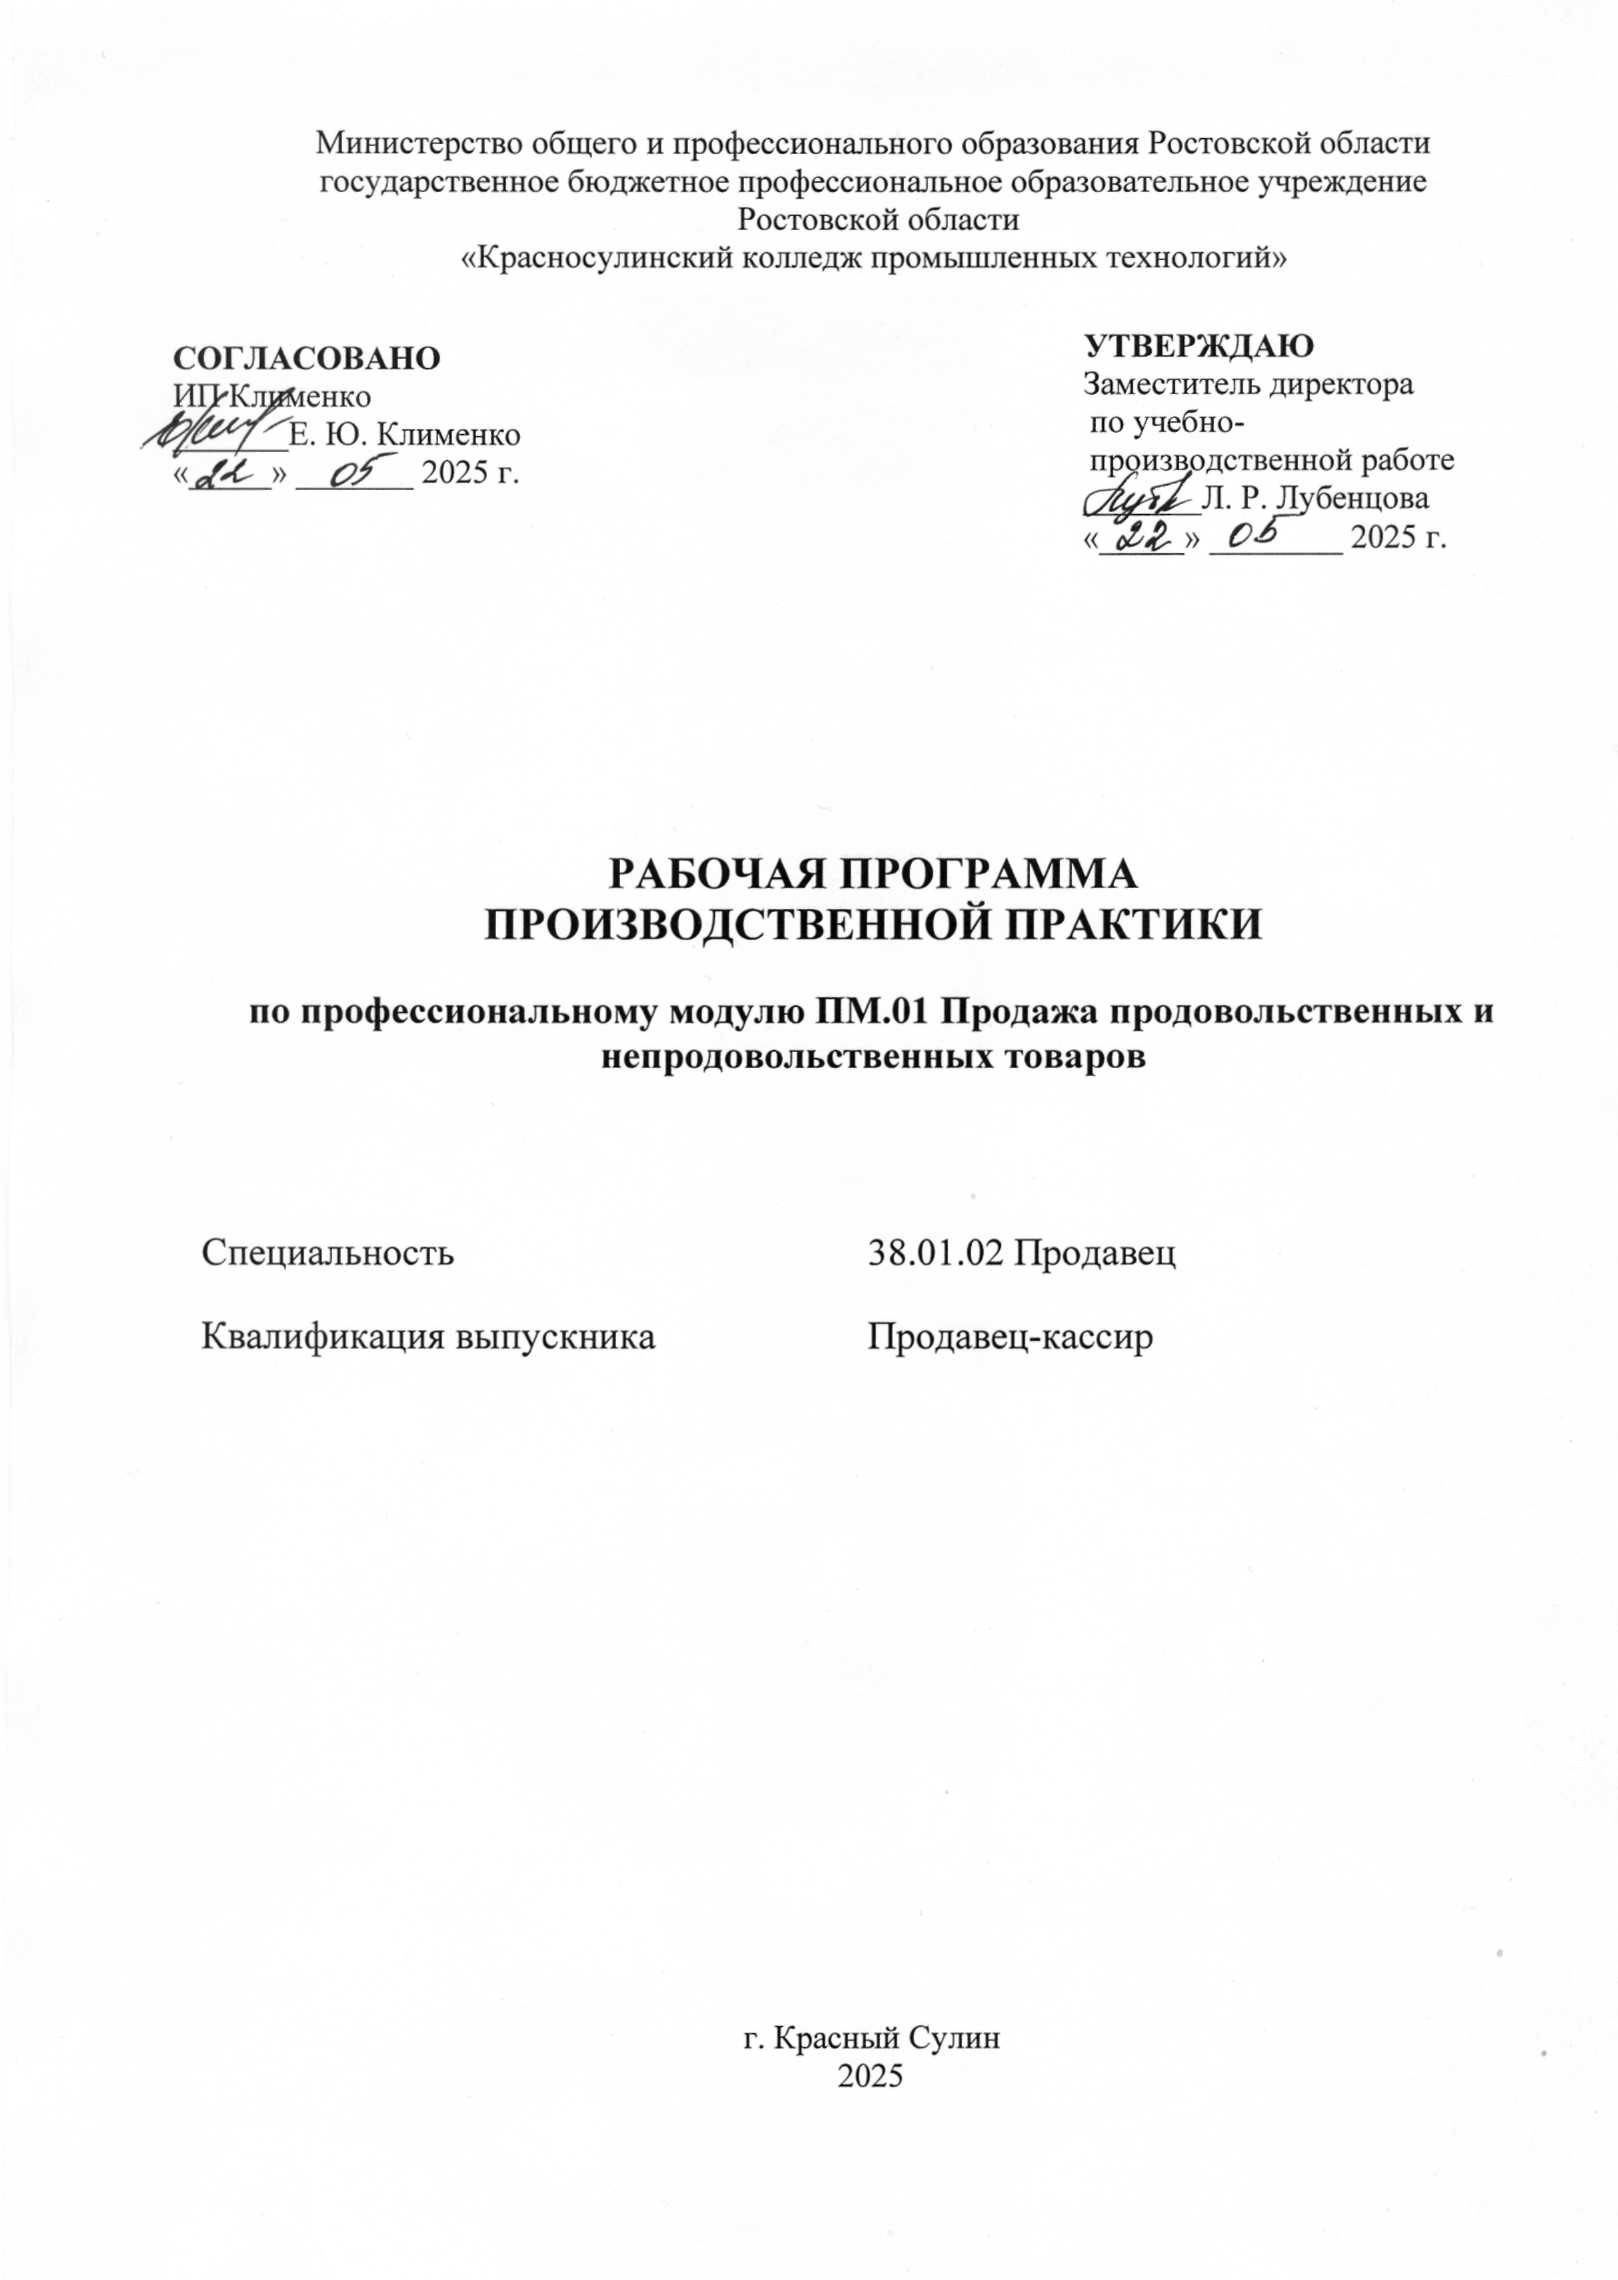 Министерство общего и профессионального образования Ростовской области
государственное бюджетное профессиональное образовательное учреждение
Ростовской области
«Красносулинский колледж промышленных технологий»
СОГЛАСОВАНО
ИП Клименко
Е. Ю. Клименко
«22» 05 2025 г.
УТВЕРЖДАЮ
Заместитель директора
по учебно-
производственной работе
Л. Р. Лубенцова
«22» 05 2025 г.
РАБОЧАЯ ПРОГРАММА
ПРОИЗВОДСТВЕННОЙ ПРАКТИКИ
по профессиональному модулю ПМ.01 Продажа продовольственных и
непродовольственных товаров
Специальность 38.01.02 Продавец
Квалификация выпускника Продавец-кассир
г. Красный Сулин
2025